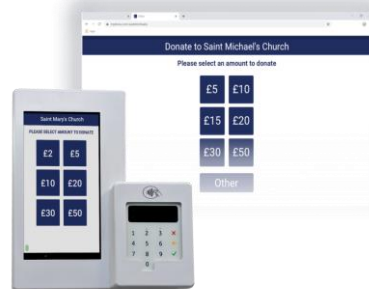 Donate to Saint Michael's Church
Please select an amount to donate
£5 £10
£15 £20
£30 £50
Other
Saint Mary's Church
PLEASE SELECT AMOUNT TO DONATE
£2 £5
£10 £20
£30 £50
1 2 3
4 5 6
7 8 9
0